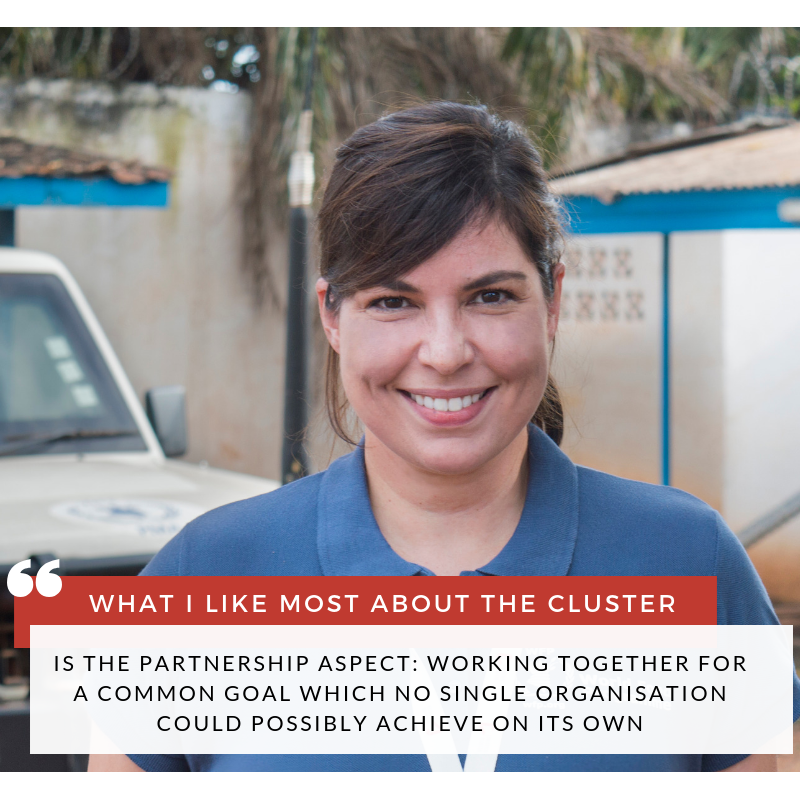 “
WHAT I LIKE MOST ABOUT THE CLUSTER
IS THE PARTNERSHIP ASPECT: WORKING TOGETHER FOR
A COMMON GOAL WHICH NO SINGLE ORGANISATION
COULD POSSIBLY ACHIEVE ON ITS OWN